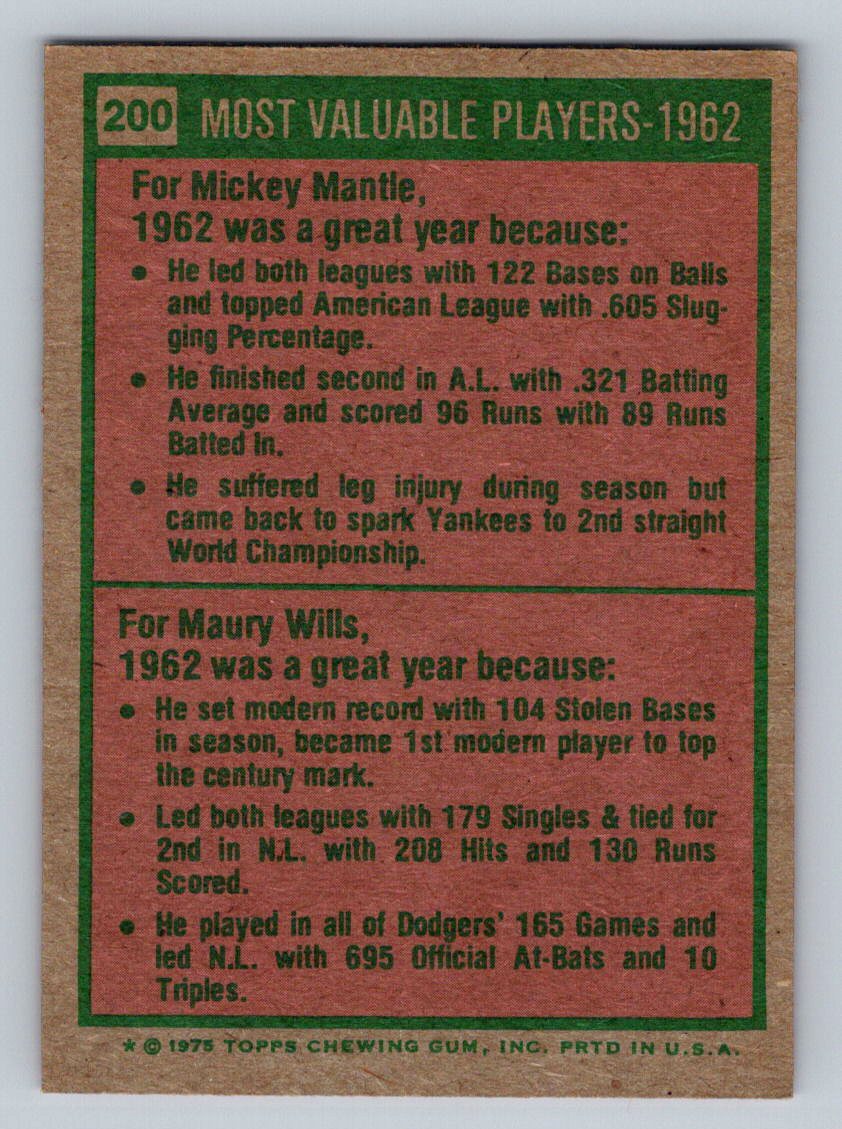 200 MOST VALUABLE PLAYERS-1962
For Mickey Mantle,
1962 was a great year because:
• He led both leagues with 122 Bases on Balls
and topped American League with .605 Slug-
ging Percentage.
• He finished second in A.L. with .321 Batting
Average and scored 96 Runs with 89 Runs
Batted In.
• He suffered leg injury during season but
came back to spark Yankees to 2nd straight
World Championship.
For Maury Wills,
1962 was a great year because:
• He set modern record with 104 Stolen Bases
in season, became 1st modern player to top
the century mark.
• Led both leagues with 179 Singles & tied for
2nd in N.L. with 208 Hits and 130 Runs
Scored.
• He played in all of Dodgers' 165 Games and
led N.L. with 695 Official At-Bats and 10
Triples.
* © 1975 TOPPS CHEWING GUM, INC. PRTD IN U.S.A.